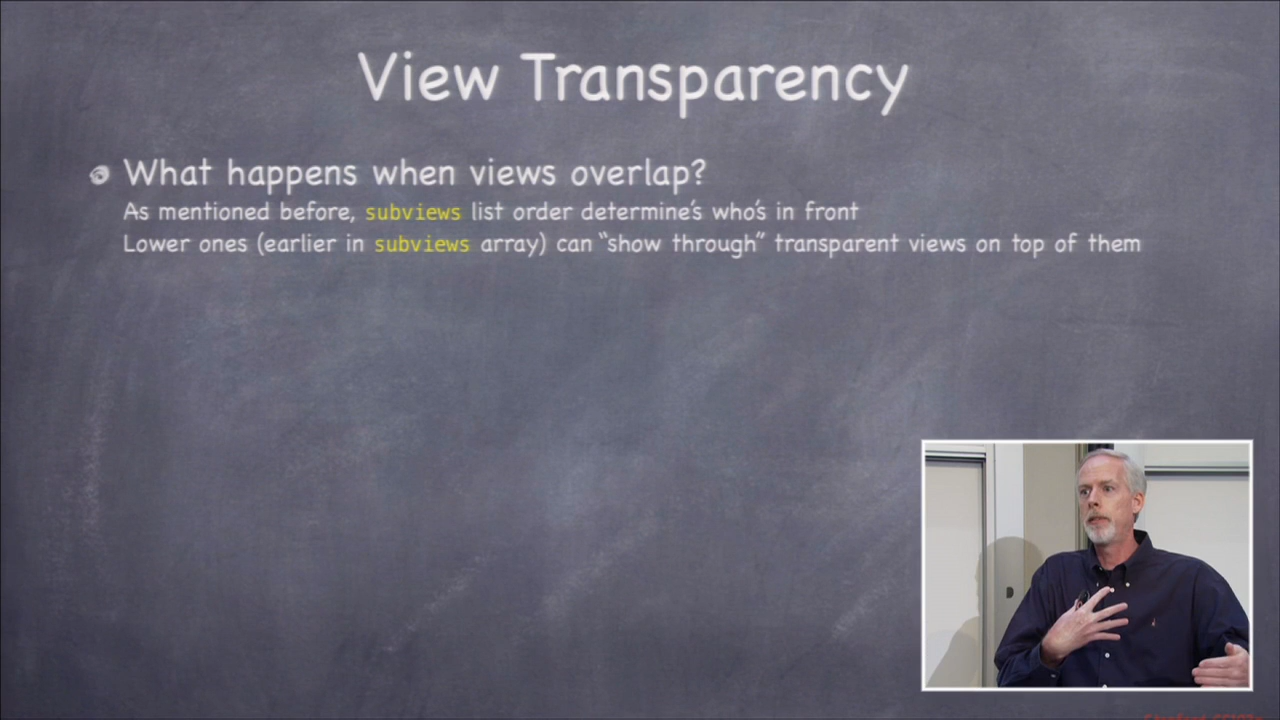 View Transparency
What happens when views overlap?
As mentioned before, subviews list order determine's who's in front
Lower ones (earlier in subviews array) can “show through” transparent views on top of them